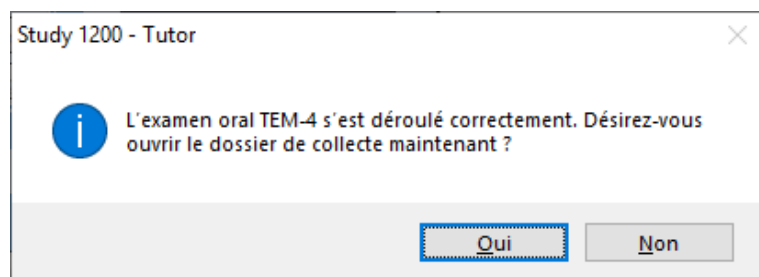 Study 1200 - Tutor
L'examen oral TEM-4 s'est déroulé correctement. Désirez-vous
ouvrir le dossier de collecte maintenant ?
Oui
Non